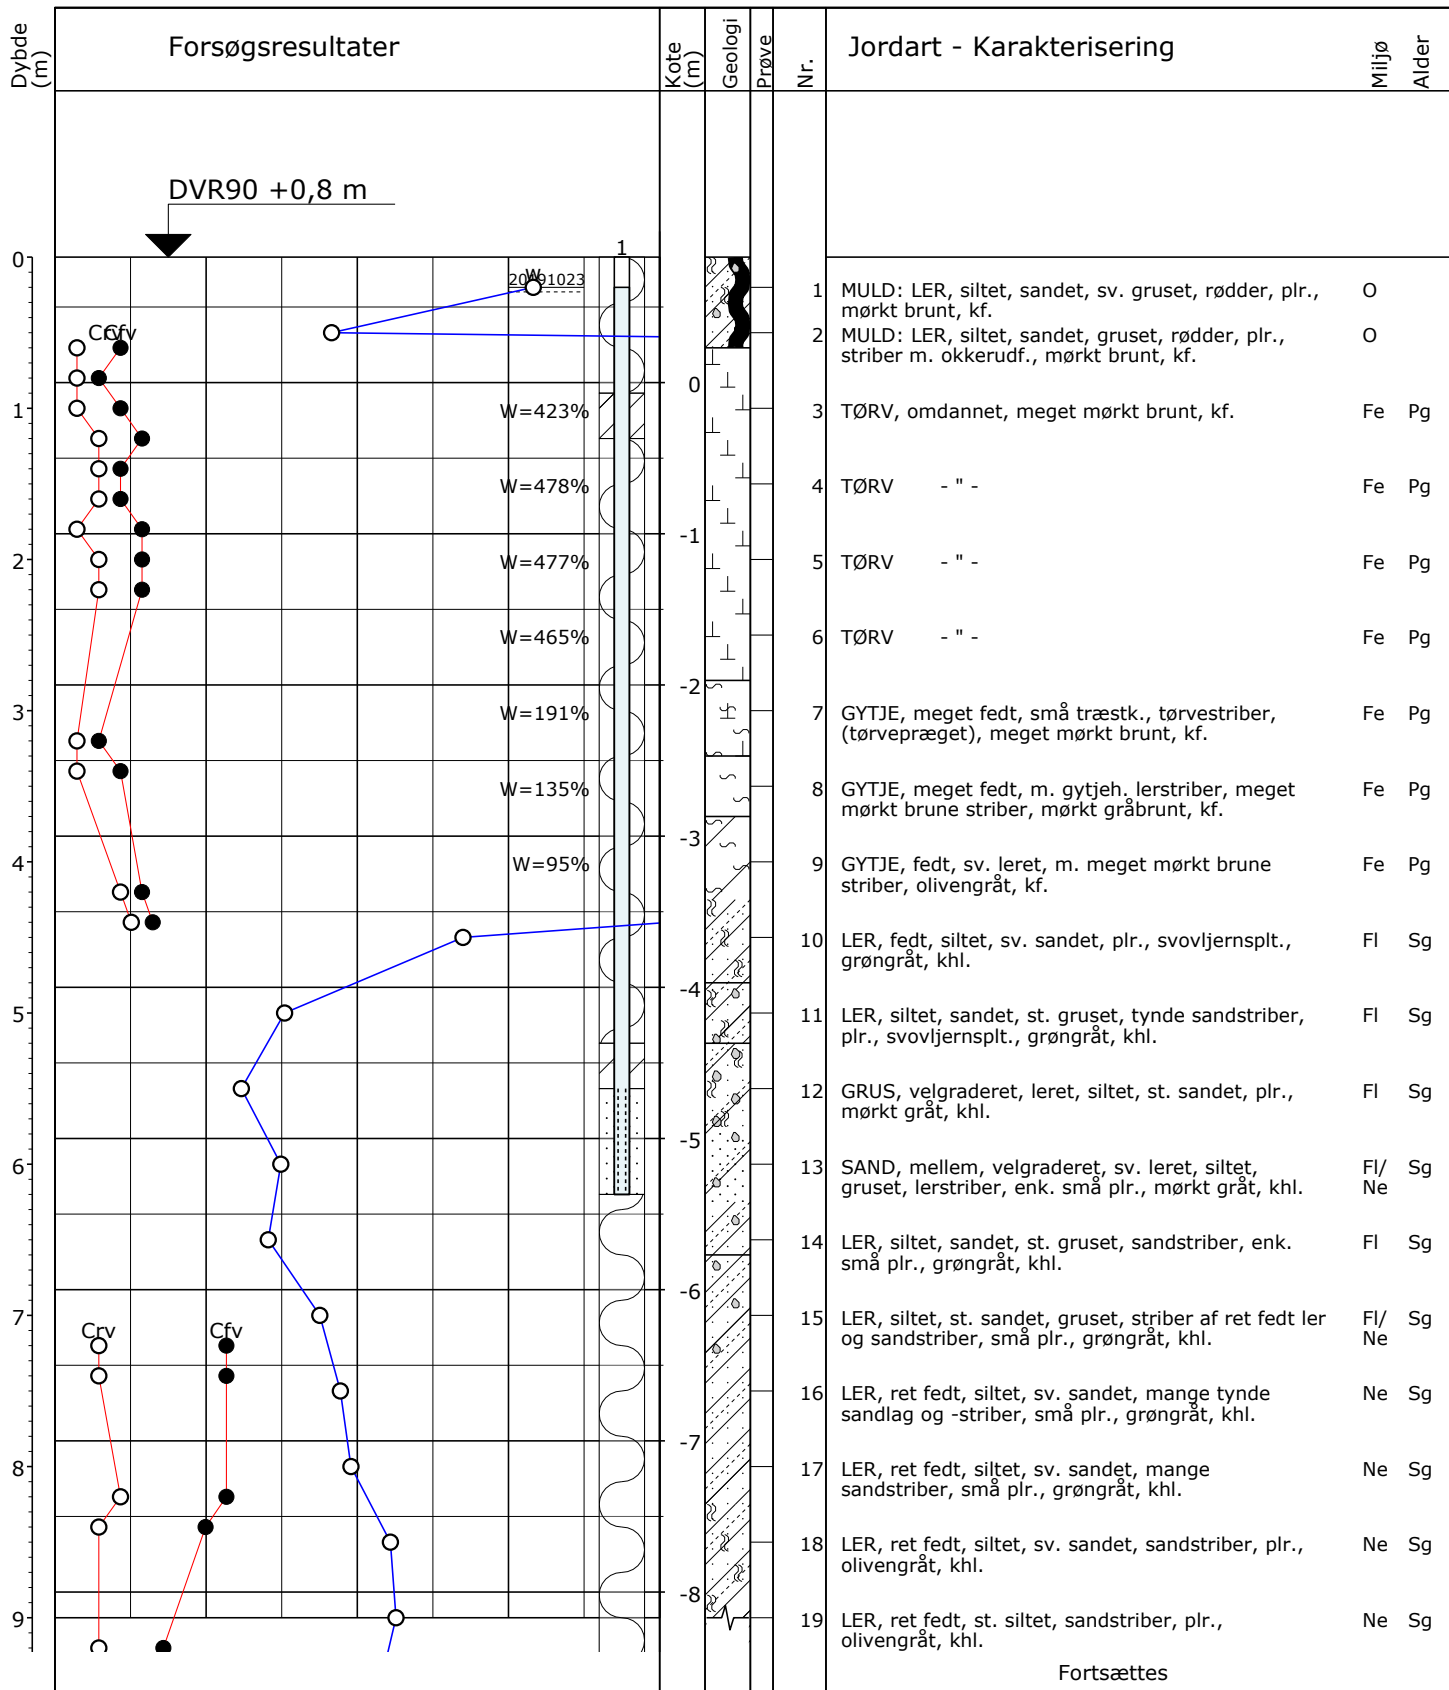 Dybde (m)
Forsøgsresultater
Kote (m)
Geologi
Prøve
Nr.
Jordart - Karakterisering
Miljø
Alder
DVR90 +0,8 m
1
0
W
1 MULD: LER, siltet, sandet, sv. gruset, rødder, plr., O
mørkt brunt, kf.
Cfv
2 MULD: LER, siltet, sandet, gruset, rødder, plr., O
striber m. okkerudf., mørkt brunt, kf.
0
1 W=423% 3 TØRV, omdannet, meget mørkt brunt, kf. Fe Pg
W=478% 4 TØRV - " - Fe Pg
-1
2 W=477% 5 TØRV - " - Fe Pg
W=465% 6 TØRV - " - Fe Pg
-2
3 W=191% 7 GYTJE, meget fedt, små træstk., tørvestriber, Fe Pg
(tørvepræget), meget mørkt brunt, kf.
W=135% 8 GYTJE, meget fedt, m. gytjeh. lerstriber, meget Fe Pg
mørkt brune striber, mørkt gråbrunt, kf.
-3
4 W=95% 9 GYTJE, fedt, sv. leret, m. meget mørkt brune Fe Pg
striber, olivengråt, kf.
10 LER, fedt, siltet, sv. sandet, plr., svovljernsplt., Fl Sg
grøngråt, khl.
-4
5 11 LER, siltet, sandet, st. gruset, tynde sandstriber, Fl Sg
plr., svovljernsplt., grøngråt, khl.
12 GRUS, velgraderet, leret, siltet, st. sandet, plr., Fl Sg
mørkt gråt, khl.
-5
6 13 SAND, mellem, velgraderet, sv. leret, siltet, Fl/ Sg
gruset, lerstriber, enk. små plr., mørkt gråt, khl. Ne
14 LER, siltet, sandet, st. gruset, sandstriber, enk. Fl Sg
små plr., grøngråt, khl.
-6
7 15 LER, siltet, st. sandet, gruset, striber af ret fedt ler Fl/ Sg
Crv Cfv og sandstriber, små plr., grøngråt, khl. Ne
16 LER, ret fedt, siltet, sv. sandet, mange tynde Ne Sg
sandlag og -striber, små plr., grøngråt, khl.
-7
8 17 LER, ret fedt, siltet, sv. sandet, mange Ne Sg
sandstriber, små plr., grøngråt, khl.
18 LER, ret fedt, siltet, sv. sandet, sandstriber, plr., Ne Sg
olivengråt, khl.
-8
9 19 LER, ret fedt, st. siltet, sandstriber, plr., Ne Sg
olivengråt, khl.
Fortsættes